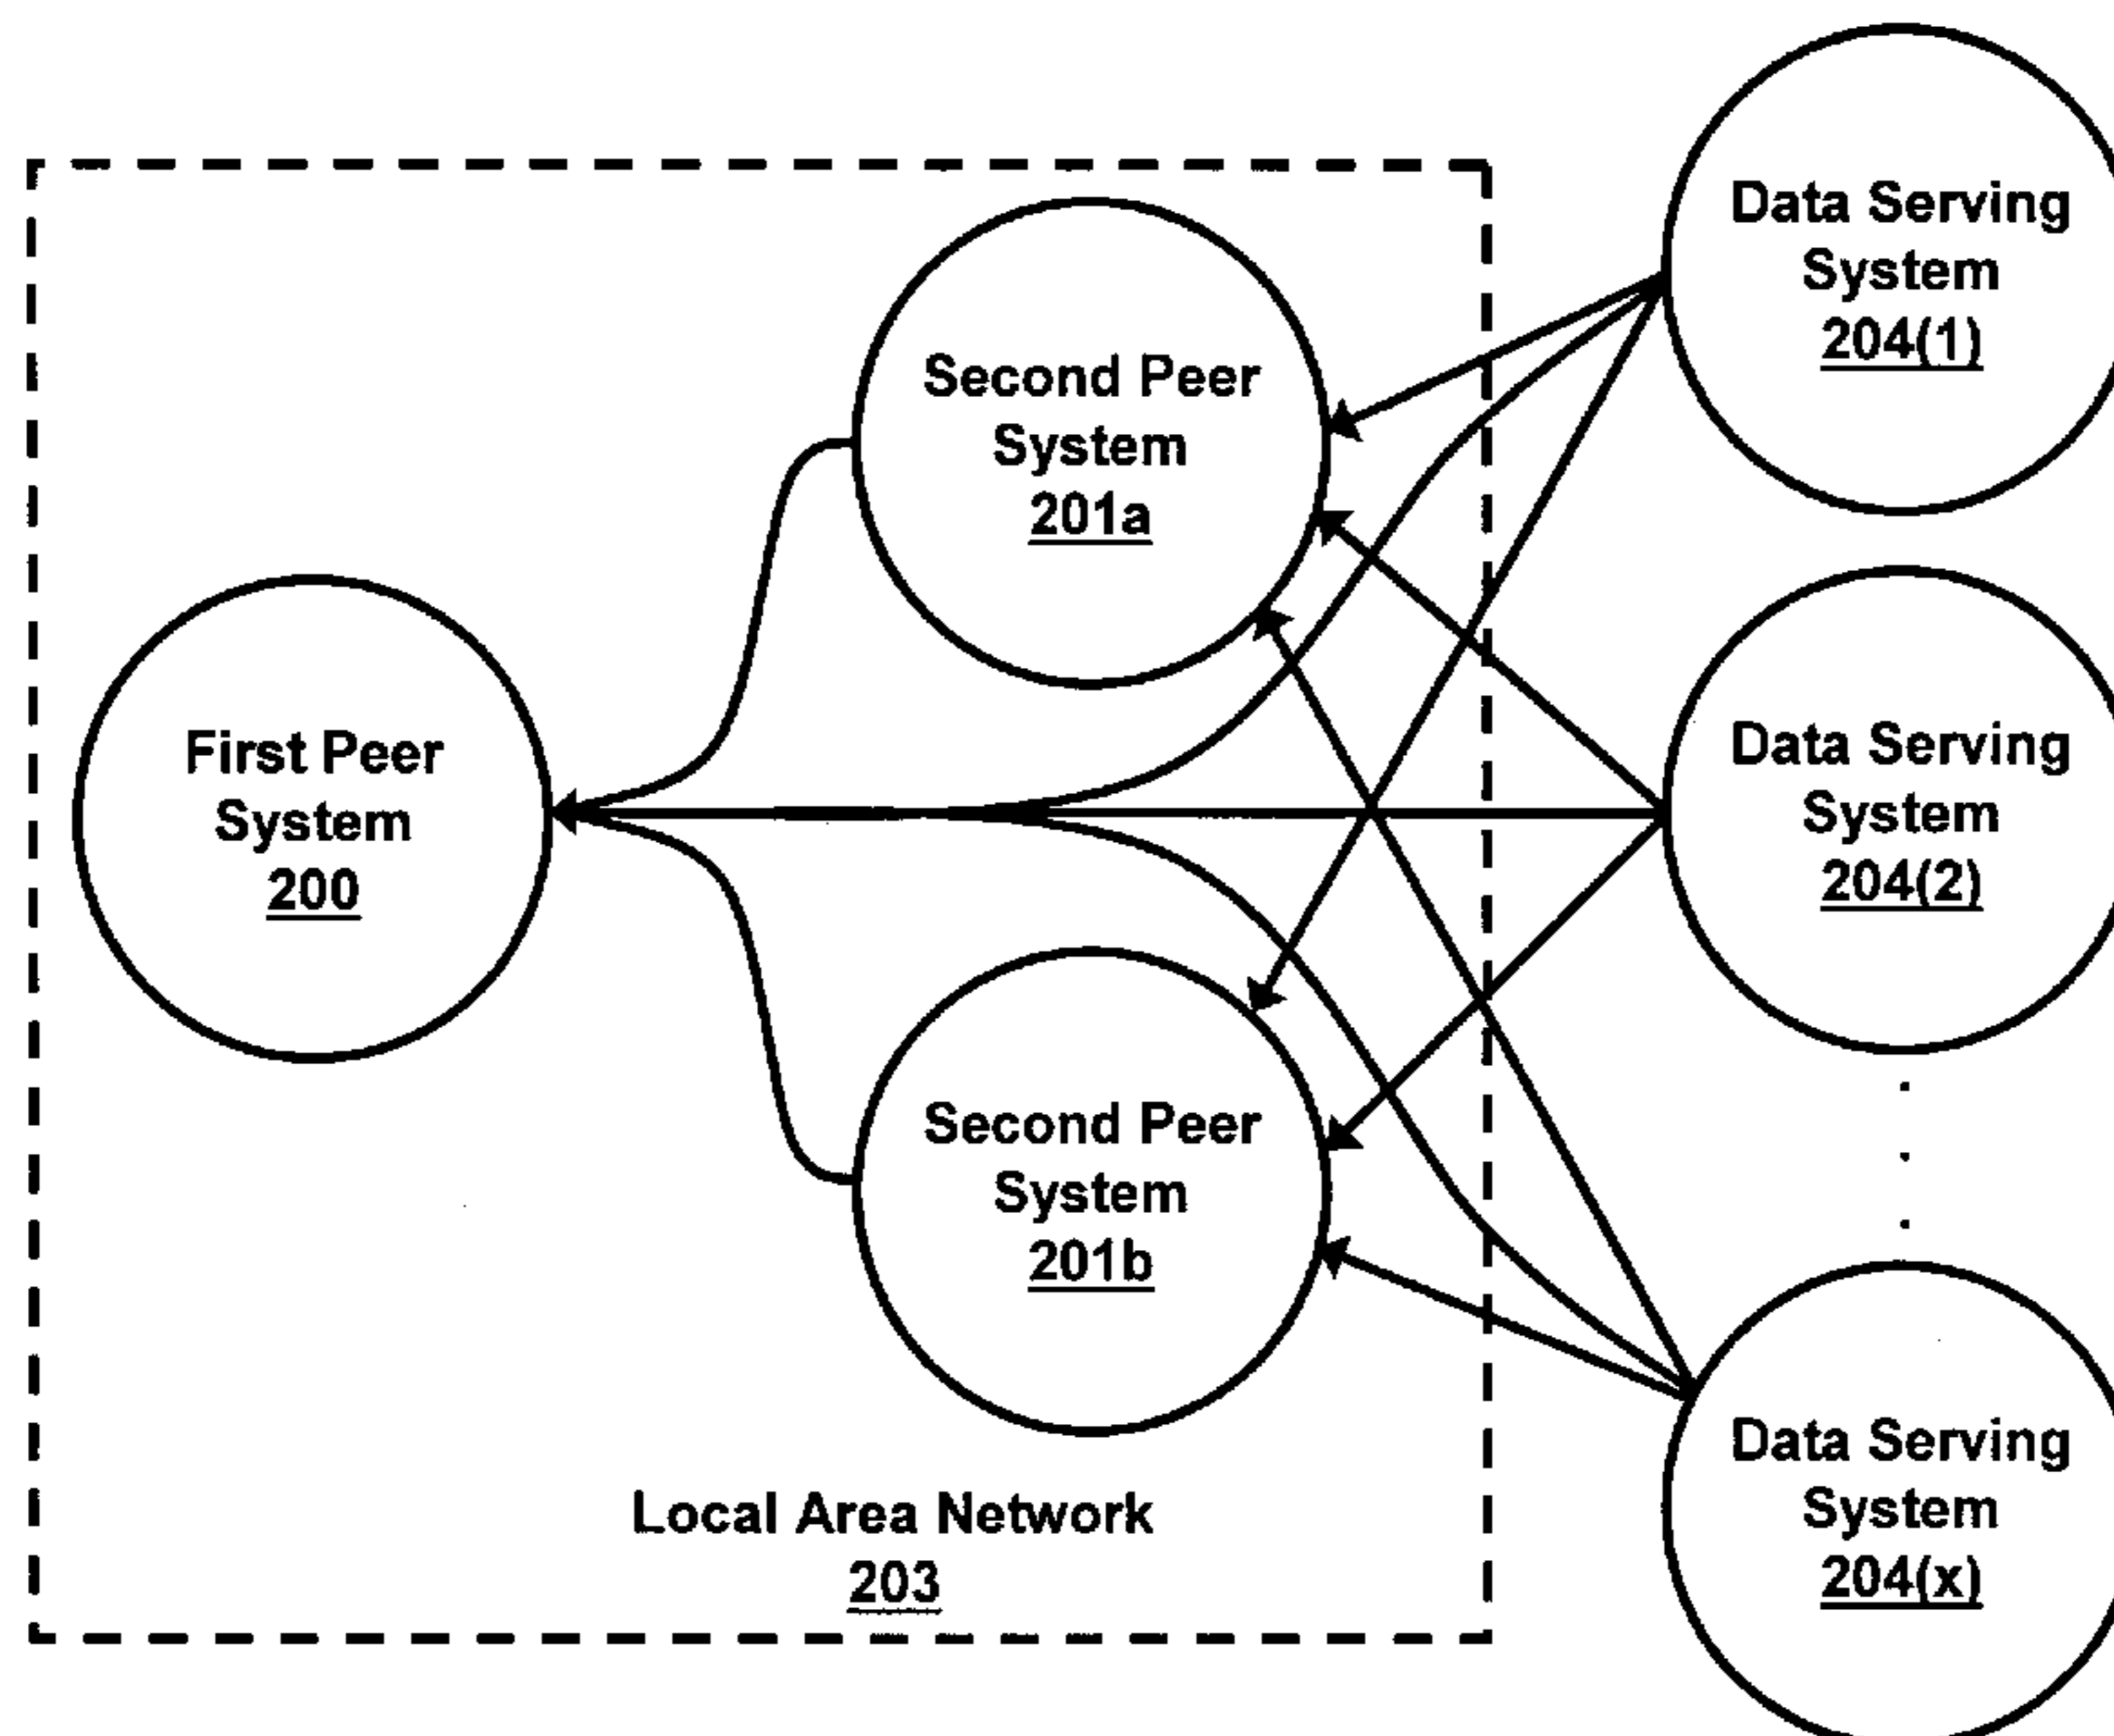 Data Serving
System
204(1)
Second Peer
System
201a
First Peer
System
200
Data Serving
System
204(2)
Second Peer
System
201b
Data Serving
System
204(x)
Local Area Network
203